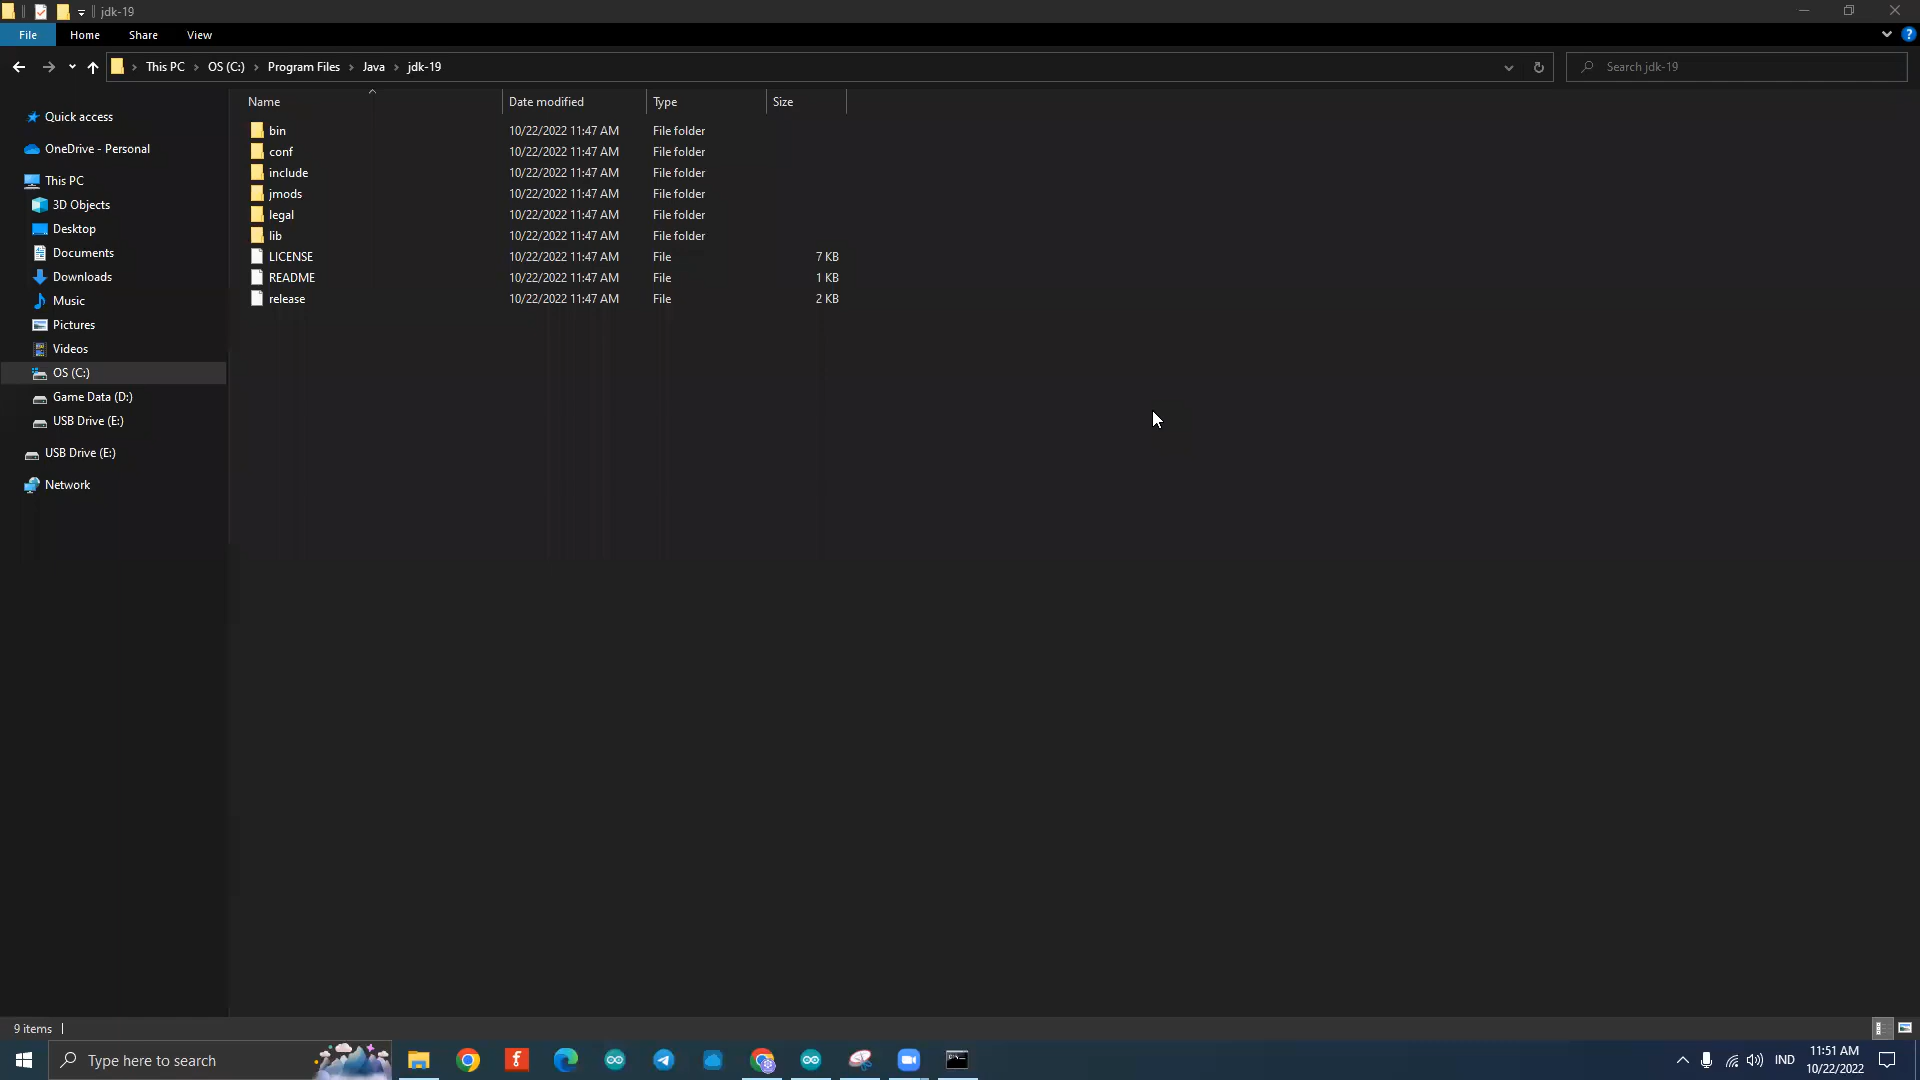 jdk-19
File Home Share View
This PC OS (C:) Program Files Java jdk-19 Search jdk-19
Name Date modified Type Size
Quick access
OneDrive - Personal
This PC
3D Objects
Desktop
Documents
Downloads
Music
Pictures
Videos
OS (C:)
Game Data (D:)
USB Drive (E:)
USB Drive (E:)
Network
bin 10/22/2022 11:47 AM File folder
conf 10/22/2022 11:47 AM File folder
include 10/22/2022 11:47 AM File folder
jmods 10/22/2022 11:47 AM File folder
legal 10/22/2022 11:47 AM File folder
lib 10/22/2022 11:47 AM File folder
LICENSE 10/22/2022 11:47 AM File 7 KB
README 10/22/2022 11:47 AM File 1 KB
release 10/22/2022 11:47 AM File 2 KB
9 items
Type here to search
IND
11:51 AM
10/22/2022